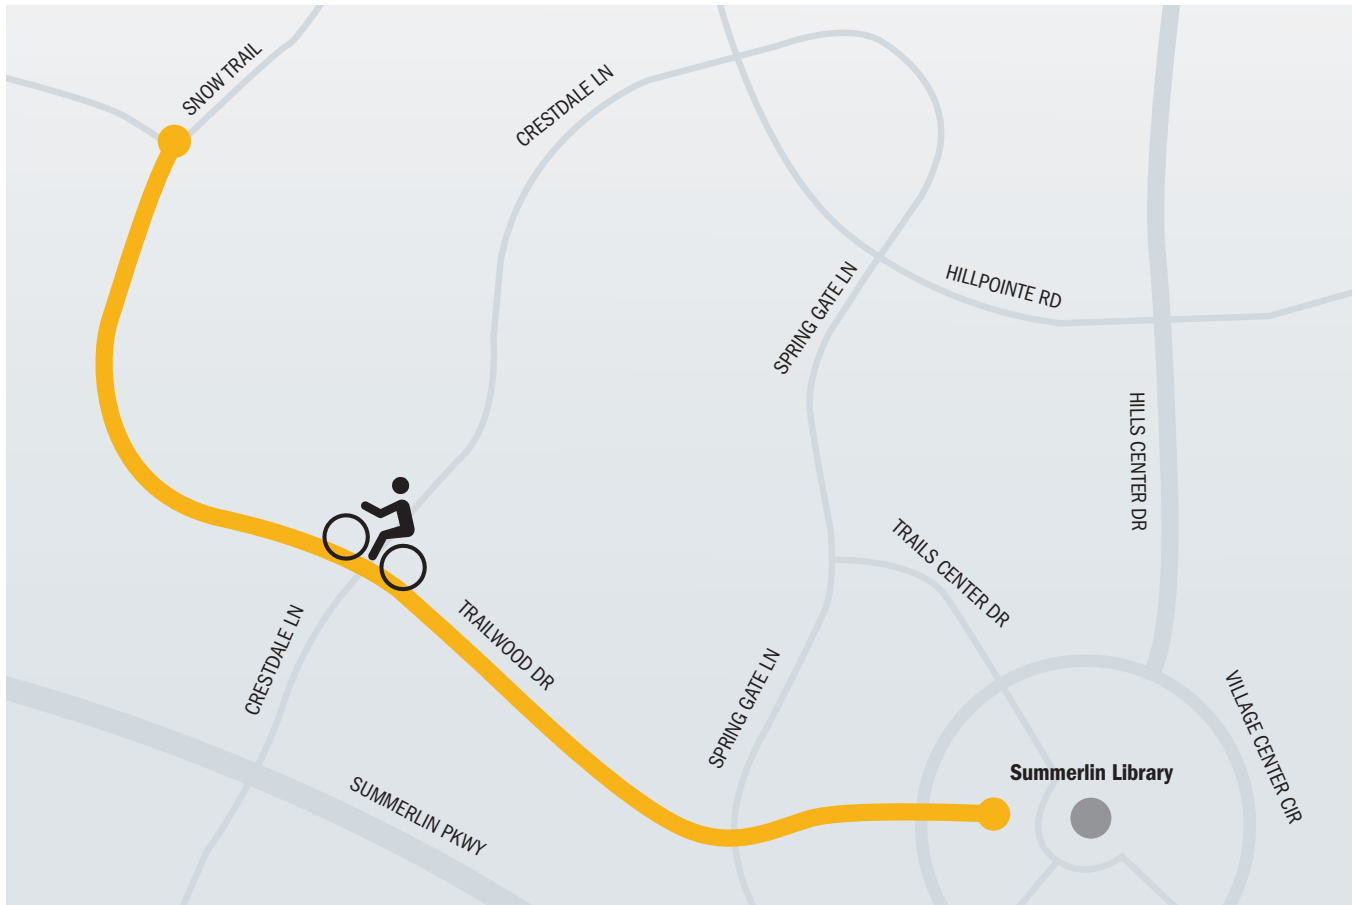 SNOW TRAIL
CRESTDALE LN
SPRING GATE LN
HILLPOINTE RD
HILLS CENTER DR
TRAILS CENTER DR
CRESTDALE LN
TRAILWOOD DR
SPRING GATE LN
VILLAGE CENTER CIR
Summerlin Library
SUMMERLIN PKWY